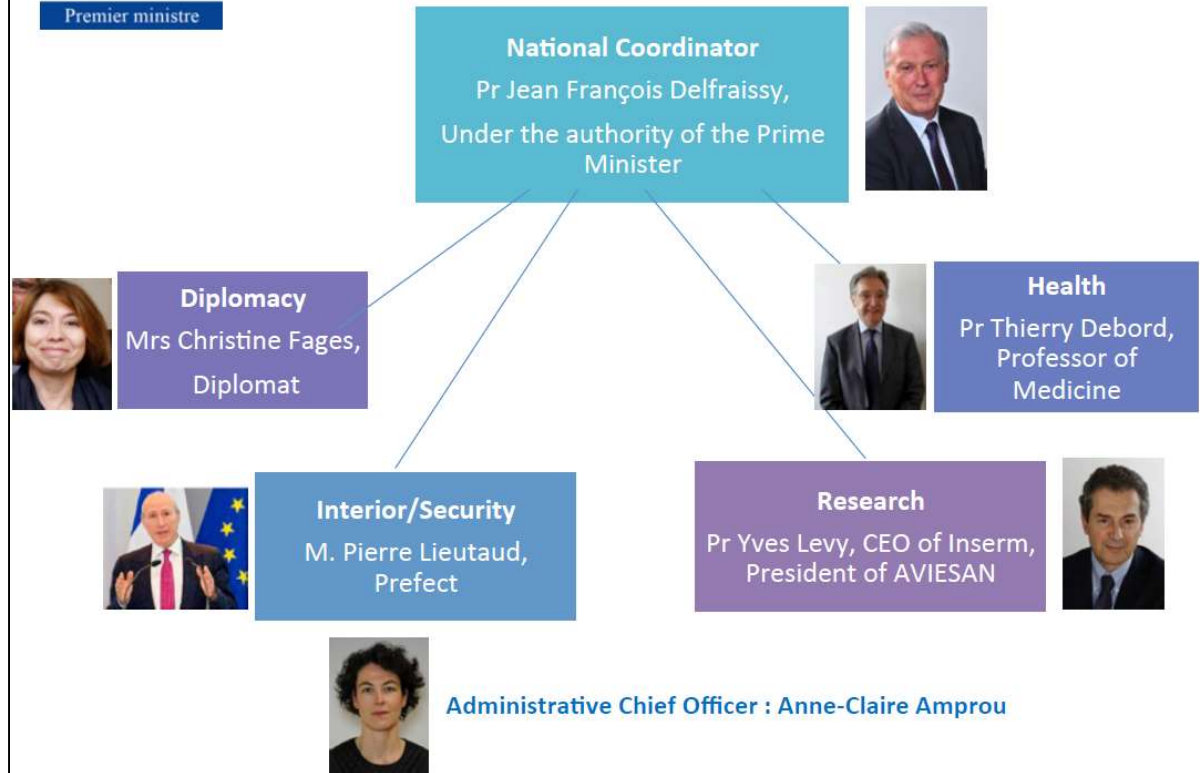 Premier ministre
National Coordinator
Pr Jean François Delfraissy,
Under the authority of the Prime
Minister
Diplomacy
Mrs Christine Fages,
Diplomat
Health
Pr Thierry Debord,
Professor of
Medicine
Interior/Security
M. Pierre Lieutaud,
Prefect
Research
Pr Yves Levy, CEO of Inserm,
President of AVIESAN
Administrative Chief Officer : Anne-Claire Amprou